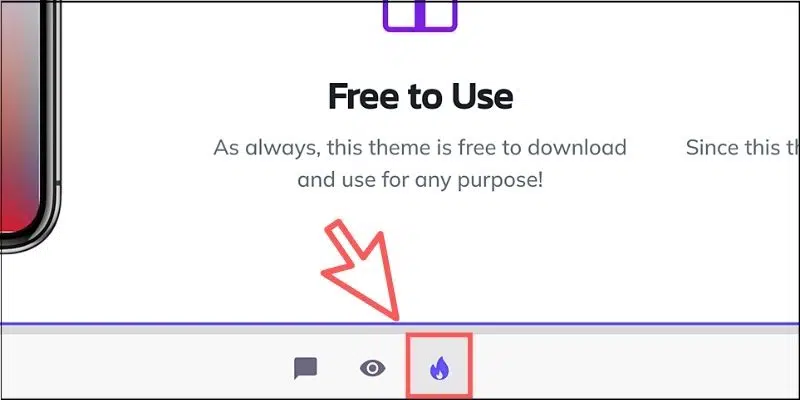 Free to Use
As always, this theme is free to download
Since this th
and use for any purpose!